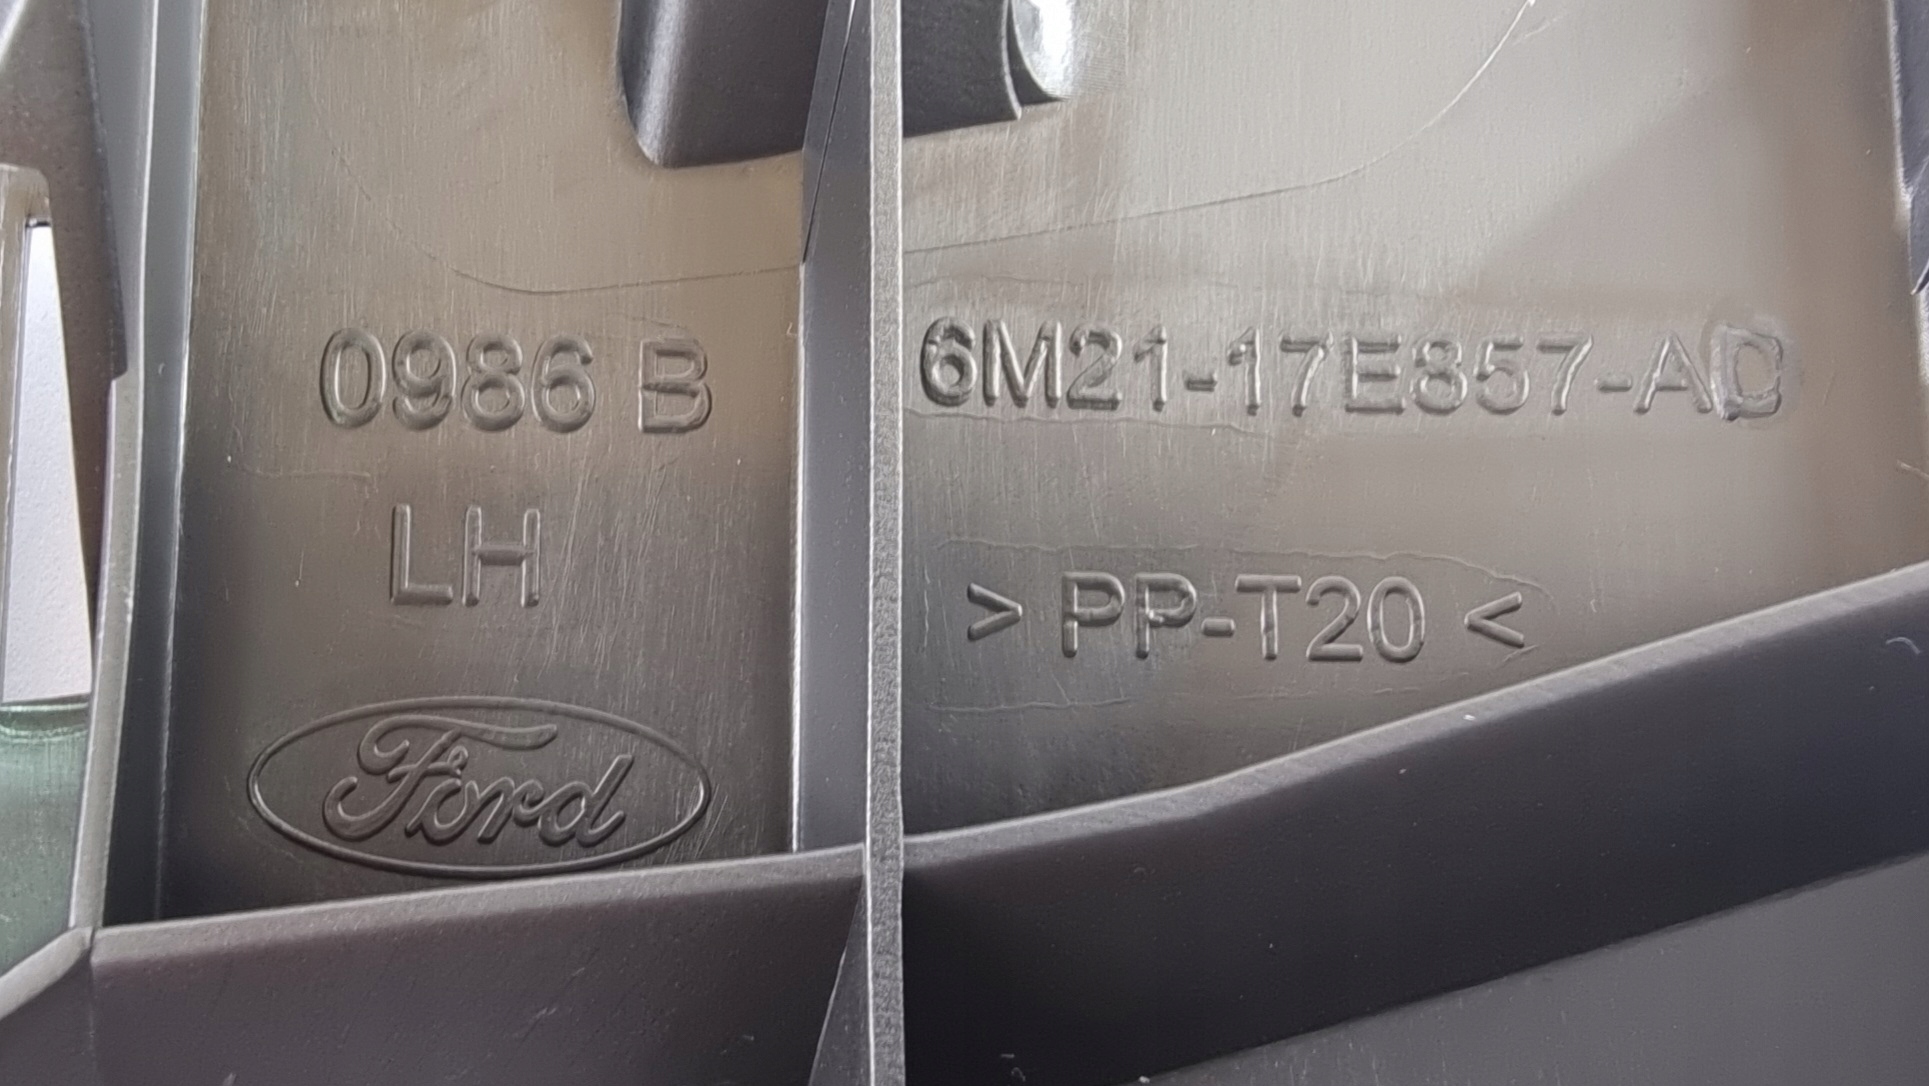 0986 B
LH
Ford
6M21-17E857-AD
> PP-T20 <